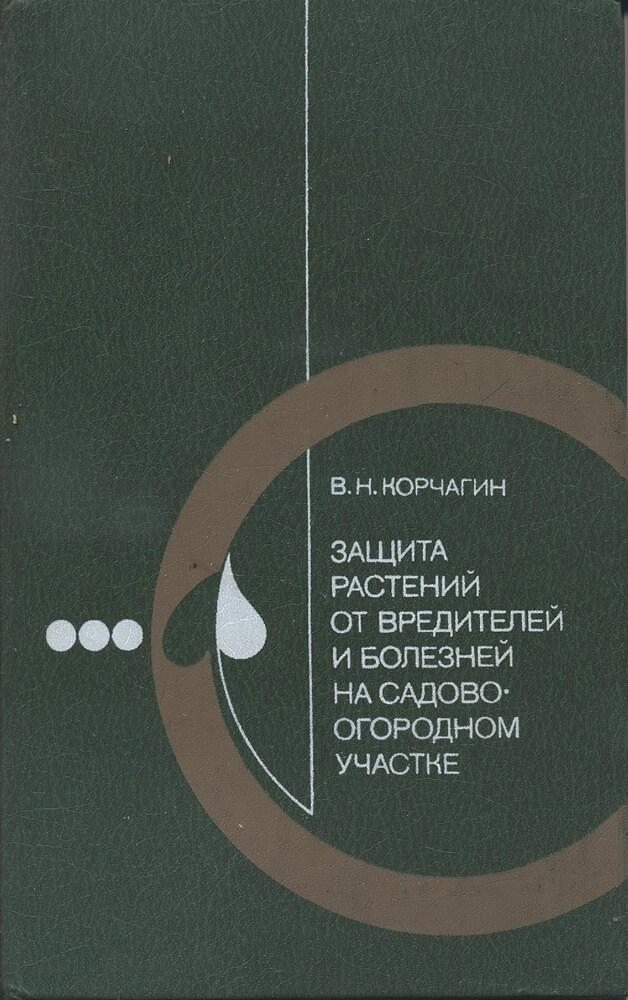 В. Н. КОРЧАГИН
ЗАЩИТА
РАСТЕНИЙ
ОТ ВРЕДИТЕЛЕЙ
И БОЛЕЗНЕЙ
НА САДОВО-
ОГОРОДНОМ
УЧАСТКЕ